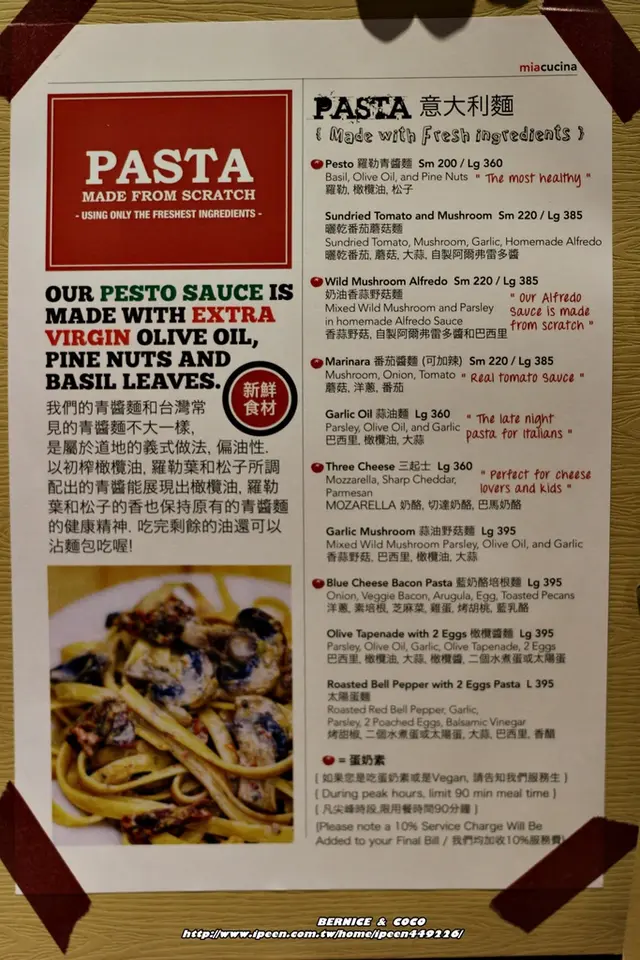 miacucina
PASTA
MADE FROM SCRATCH
- USING ONLY THE FRESHEST INGREDIENTS -
OUR PESTO SAUCE IS
MADE WITH EXTRA
VIRGIN OLIVE OIL,
PINE NUTS AND
BASIL LEAVES.
新鮮
食材
我們的青醬麵和台灣常
見的青醬麵不大一樣,
是屬於道地的義式做法, 偏油性.
以初榨橄欖油, 羅勒葉和松子所調
配出的青醬能展現出橄欖油, 羅勒
葉和松子的香也保持原有的青醬麵
的健康精神. 吃完剩餘的油還可以
沾麵包吃喔!
PASTA 意大利麵
{ Made with Fresh ingredients }
Pesto 羅勒青醬麵 Sm 200 / Lg 360
Basil, Olive Oil, and Pine Nuts " The most healthy "
羅勒, 橄欖油, 松子
Sundried Tomato and Mushroom Sm 220 / Lg 385
曬乾番茄蘑菇麵
Sundried Tomato, Mushroom, Garlic, Homemade Alfredo
曬乾番茄, 蘑菇, 大蒜, 自製阿爾弗雷多醬
Wild Mushroom Alfredo Sm 220 / Lg 385
奶油香蒜野菇麵
Mixed Wild Mushroom and Parsley
in homemade Alfredo Sauce
香蒜野菇, 自製阿爾弗雷多醬和巴西里
" Our Alfredo
Sauce is made
from scratch "
Marinara 番茄醬麵 (可加辣) Sm 220 / Lg 385
Mushroom, Onion, Tomato " Real tomato sauce "
蘑菇, 洋蔥, 番茄
Garlic Oil 蒜油麵 Lg 360
Parsley, Olive Oil, and Garlic
巴西里, 橄欖油, 大蒜
" The late night
pasta for Italians "
Three Cheese 三起士 Lg 360
Mozzarella, Sharp Cheddar,
Parmesan
MOZARELLA 奶酪, 切達奶酪, 巴馬奶酪
" Perfect for cheese
lovers and kids "
Garlic Mushroom 蒜油野菇麵 Lg 395
Mixed Wild Mushroom Parsley, Olive Oil, and Garlic
香蒜野菇, 巴西里, 橄欖油, 大蒜
Blue Cheese Bacon Pasta 藍奶酪培根麵 Lg 395
Onion, Veggie Bacon, Arugula, Egg, Toasted Pecans
洋蔥, 素培根, 芝麻菜, 雞蛋, 烤胡桃, 藍乳酪
Olive Tapenade with 2 Eggs 橄欖醬麵 Lg 395
Parsley, Olive Oil, Garlic, Olive Tapenade, 2 Eggs
巴西里, 橄欖油, 大蒜, 橄欖醬, 二個水煮蛋或太陽蛋
Roasted Bell Pepper with 2 Eggs Pasta L 395
太陽蛋麵
Roasted Red Bell Pepper, Garlic,
Parsley, 2 Poached Eggs, Balsamic Vinegar
烤甜椒, 二個水煮蛋或太陽蛋, 大蒜, 巴西里, 香醋
= 蛋奶素
( 如果您是吃蛋奶素或是Vegan, 請告知我們服務生 )
( During peak hours, limit 90 min meal time )
( 凡尖峰時段,限用餐時間90分鐘 )
(Please note a 10% Service Charge Will Be
Added to your Final Bill / 我們均加收10%服務費)
BERNICE & COCO
http://www.ipeen.com.tw/home/ipeen449226/